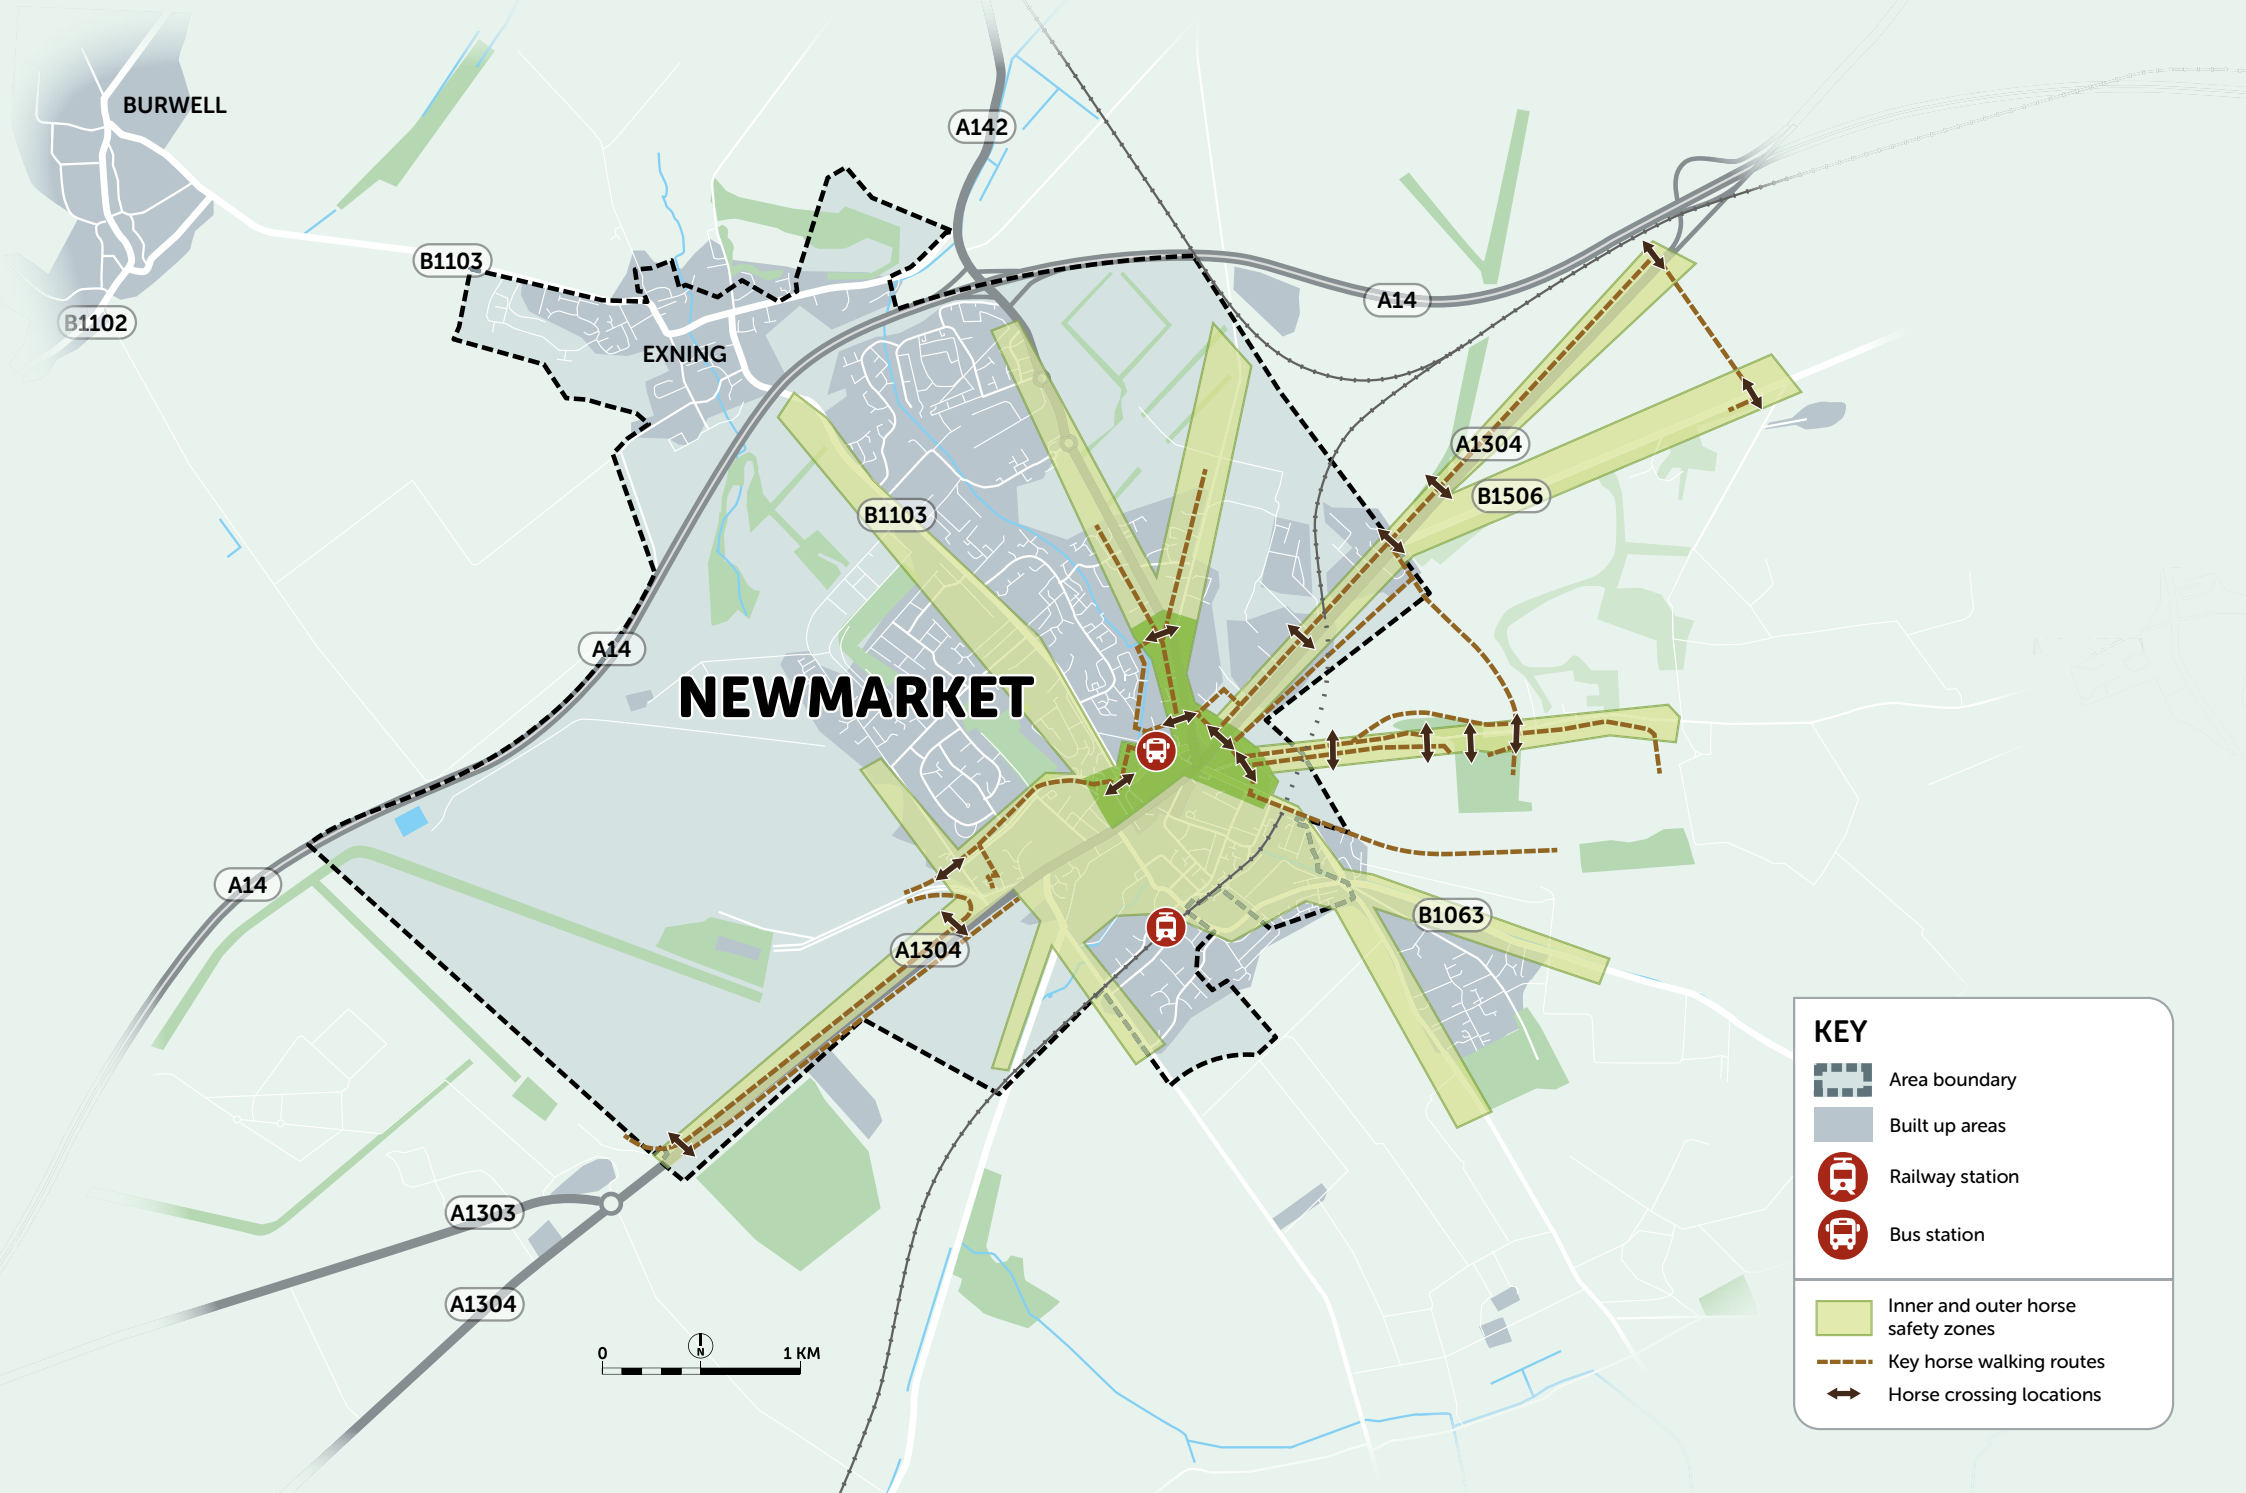 BURWELL
A142
B1103
A14
B1102
EXNING
A1304
B1506
B1103
A14
NEWMARKET
A14
B1063
A1304
A1303
A1304
0
N
1 KM
KEY
Area boundary
Built up areas
Railway station
Bus station
Inner and outer horse
safety zones
Key horse walking routes
Horse crossing locations